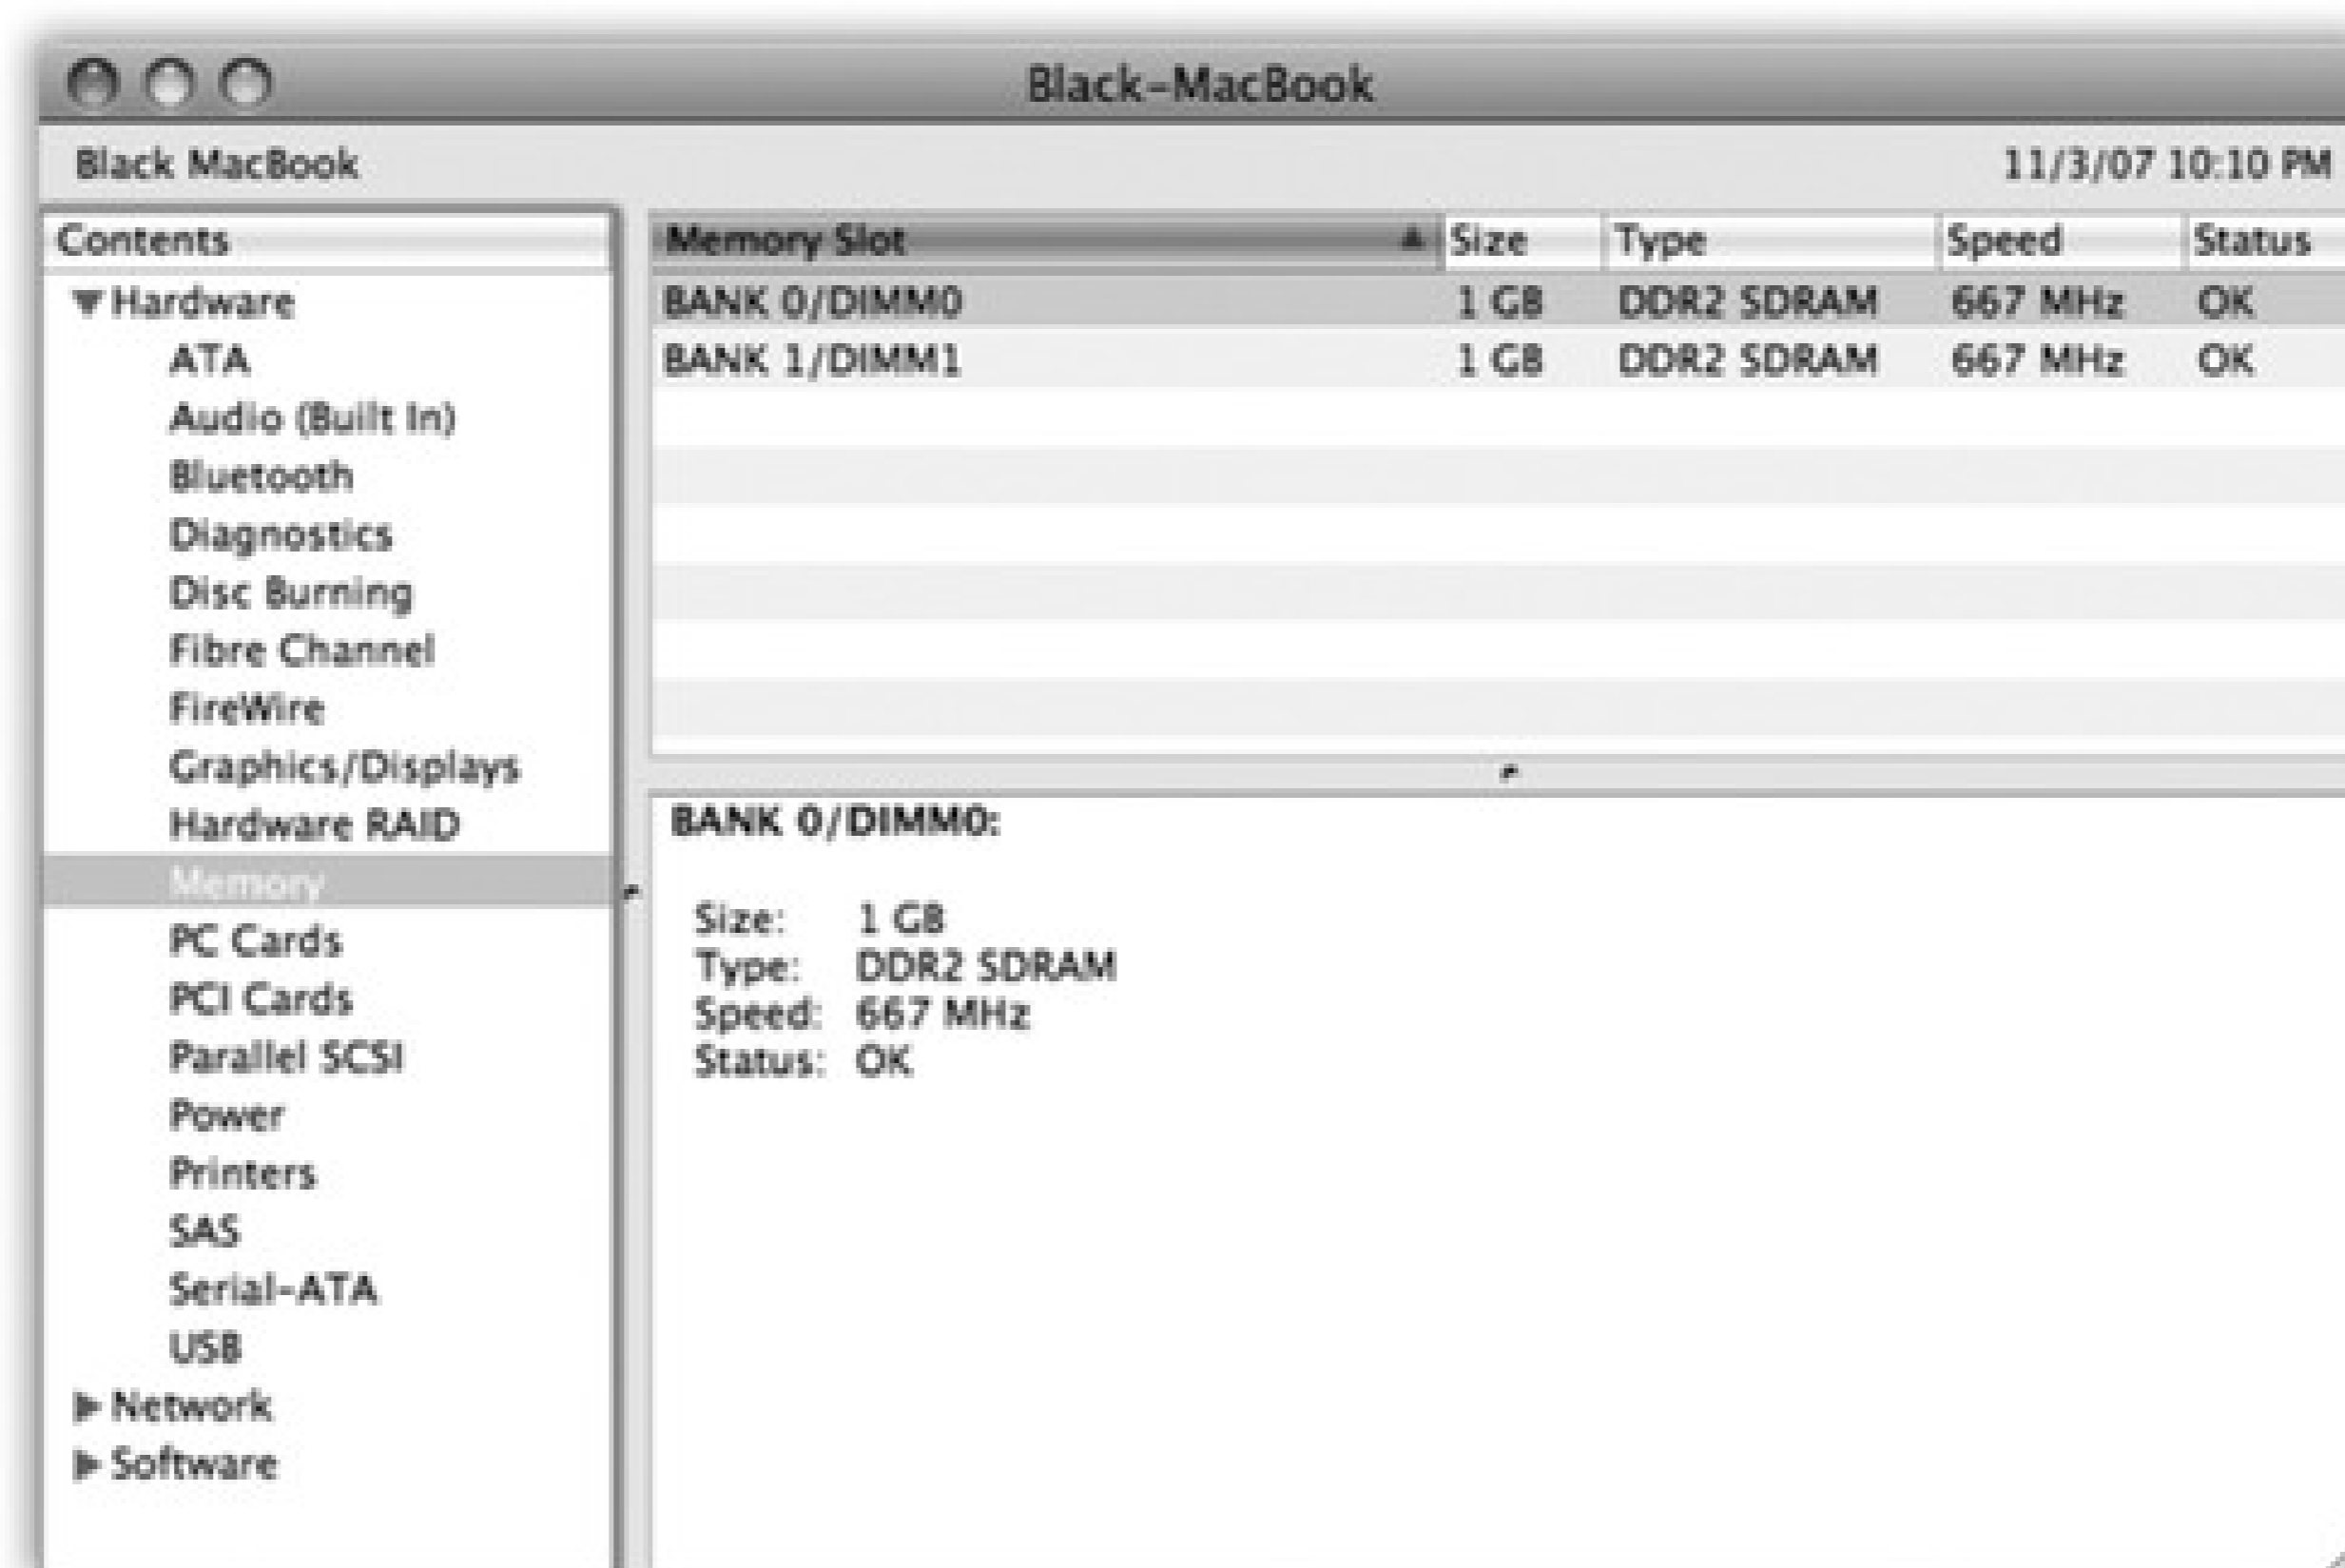 Black-MacBook
Black MacBook
11/3/07 10:10 PM
Contents
Hardware
ATA
Audio (Built In)
Bluetooth
Diagnostics
Disc Burning
Fibre Channel
FireWire
Graphics/Displays
Hardware RAID
Memory
PC Cards
PCI Cards
Parallel SCSI
Power
Printers
SAS
Serial-ATA
USB
Network
Software
Memory Slot Size Type Speed Status
BANK 0/DIMM0 1 GB DDR2 SDRAM 667 MHz OK
BANK 1/DIMM1 1 GB DDR2 SDRAM 667 MHz OK
BANK 0/DIMM0:
Size: 1 GB
Type: DDR2 SDRAM
Speed: 667 MHz
Status: OK